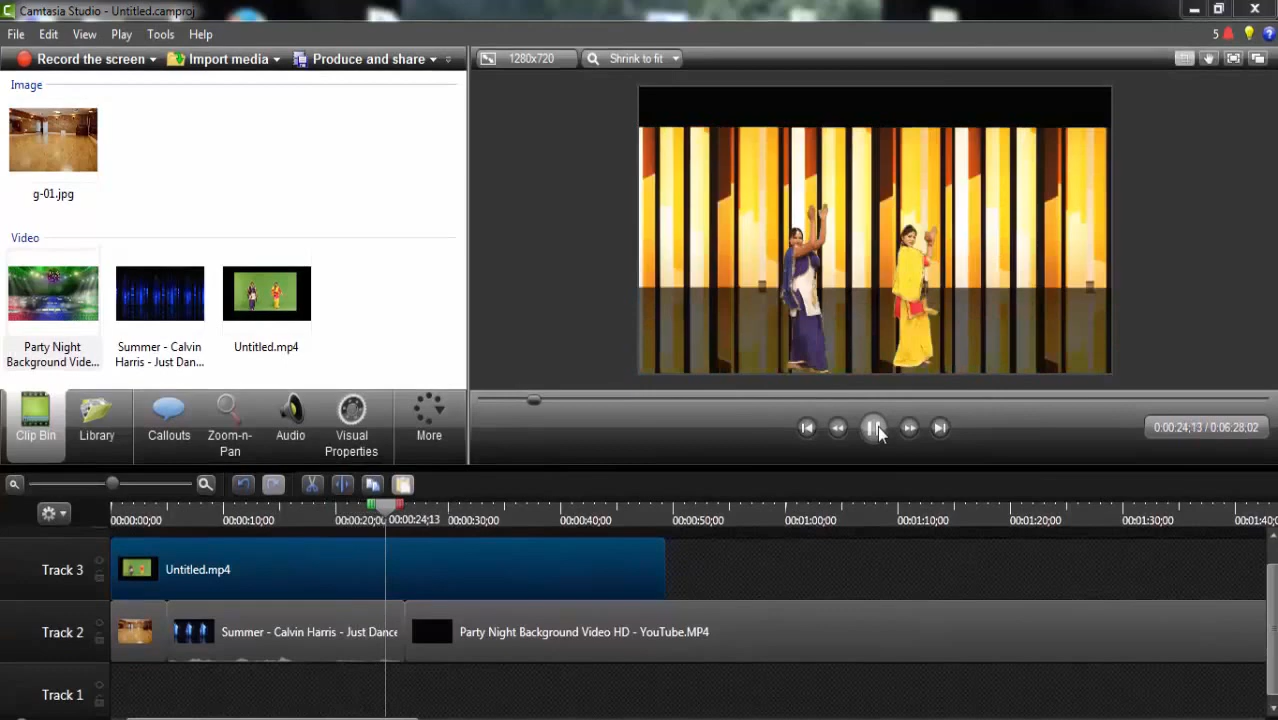 Camtasia Studio - Untitled.camproj
File Edit View Play Tools Help
5
Record the screen Import media Produce and share
1280x720 Shrink to fit
Image
g-01.jpg
Video
Party Night
Background Vide...
Summer - Calvin
Harris - Just Dan...
Untitled.mp4
Clip Bin Library Callouts Zoom-n-
Pan Audio Visual
Properties More
0:00:24;13 / 0:06:28;02
00:00:00;00 00:00:10;00 00:00:20;00 00:00:24;13 00:00:30;00 00:00:40;00 00:00:50;00 00:01:00;00 00:01:10;00 00:01:20;00 00:01:30;00 00:01:40;0
Track 3 Untitled.mp4
Track 2 Summer - Calvin Harris - Just Dance Party Night Background Video HD - YouTube.MP4
Track 1